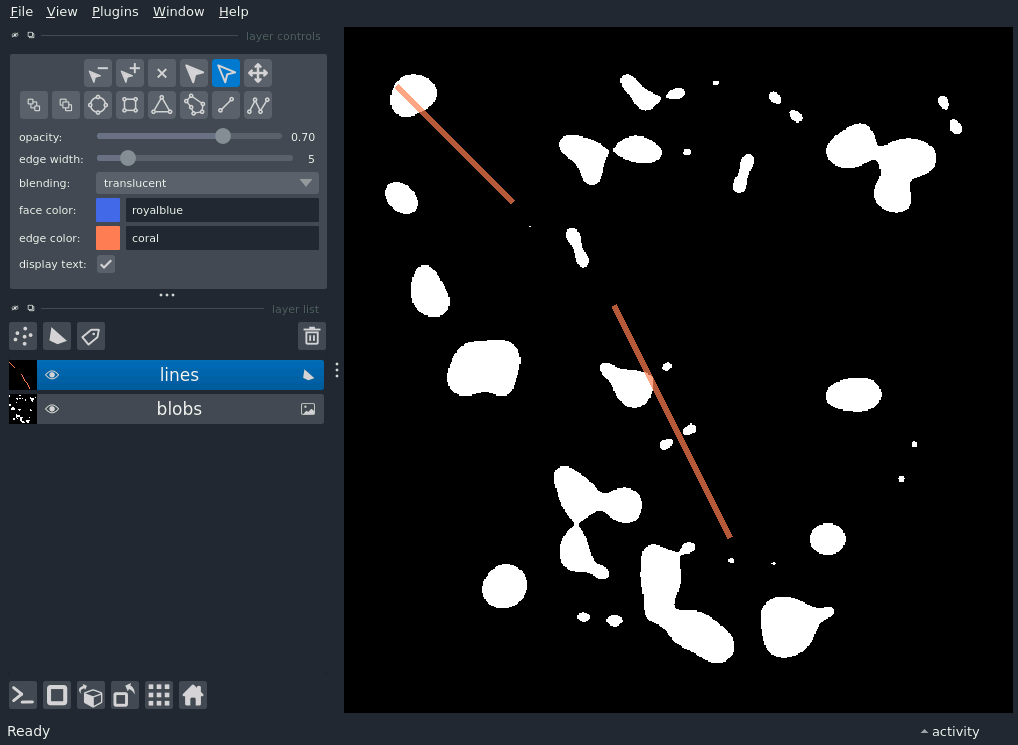 File View Plugins Window Help
layer controls
opacity: 0.70
edge width: 5
blending: translucent
face color: royalblue
edge color: coral
display text:
layer list
lines
blobs
Ready
activity